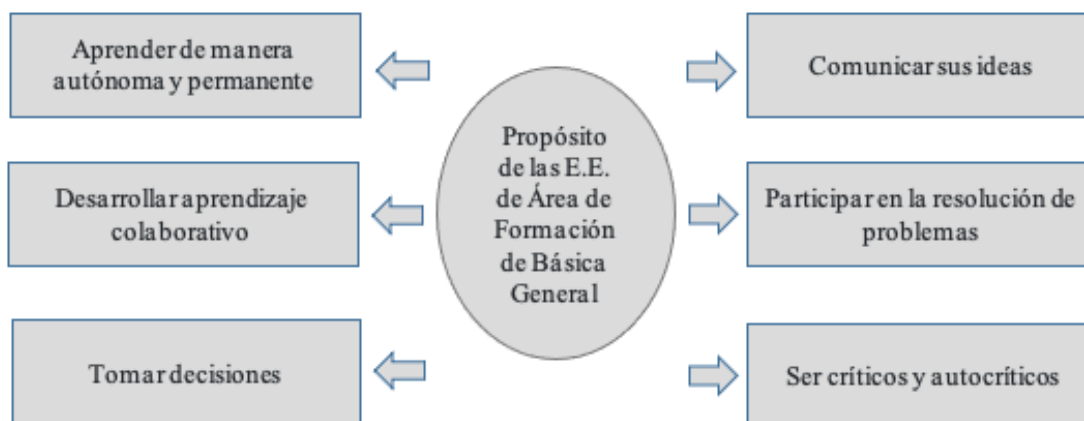 Aprender de manera
autónoma y permanente
Comunicar sus ideas
Propósito
de las E.E.
de Área de
Formación
de Básica
General
Desarrollar aprendizaje
colaborativo
Participar en la resolución de
problemas
Tomar decisiones
Ser críticos y autocríticos